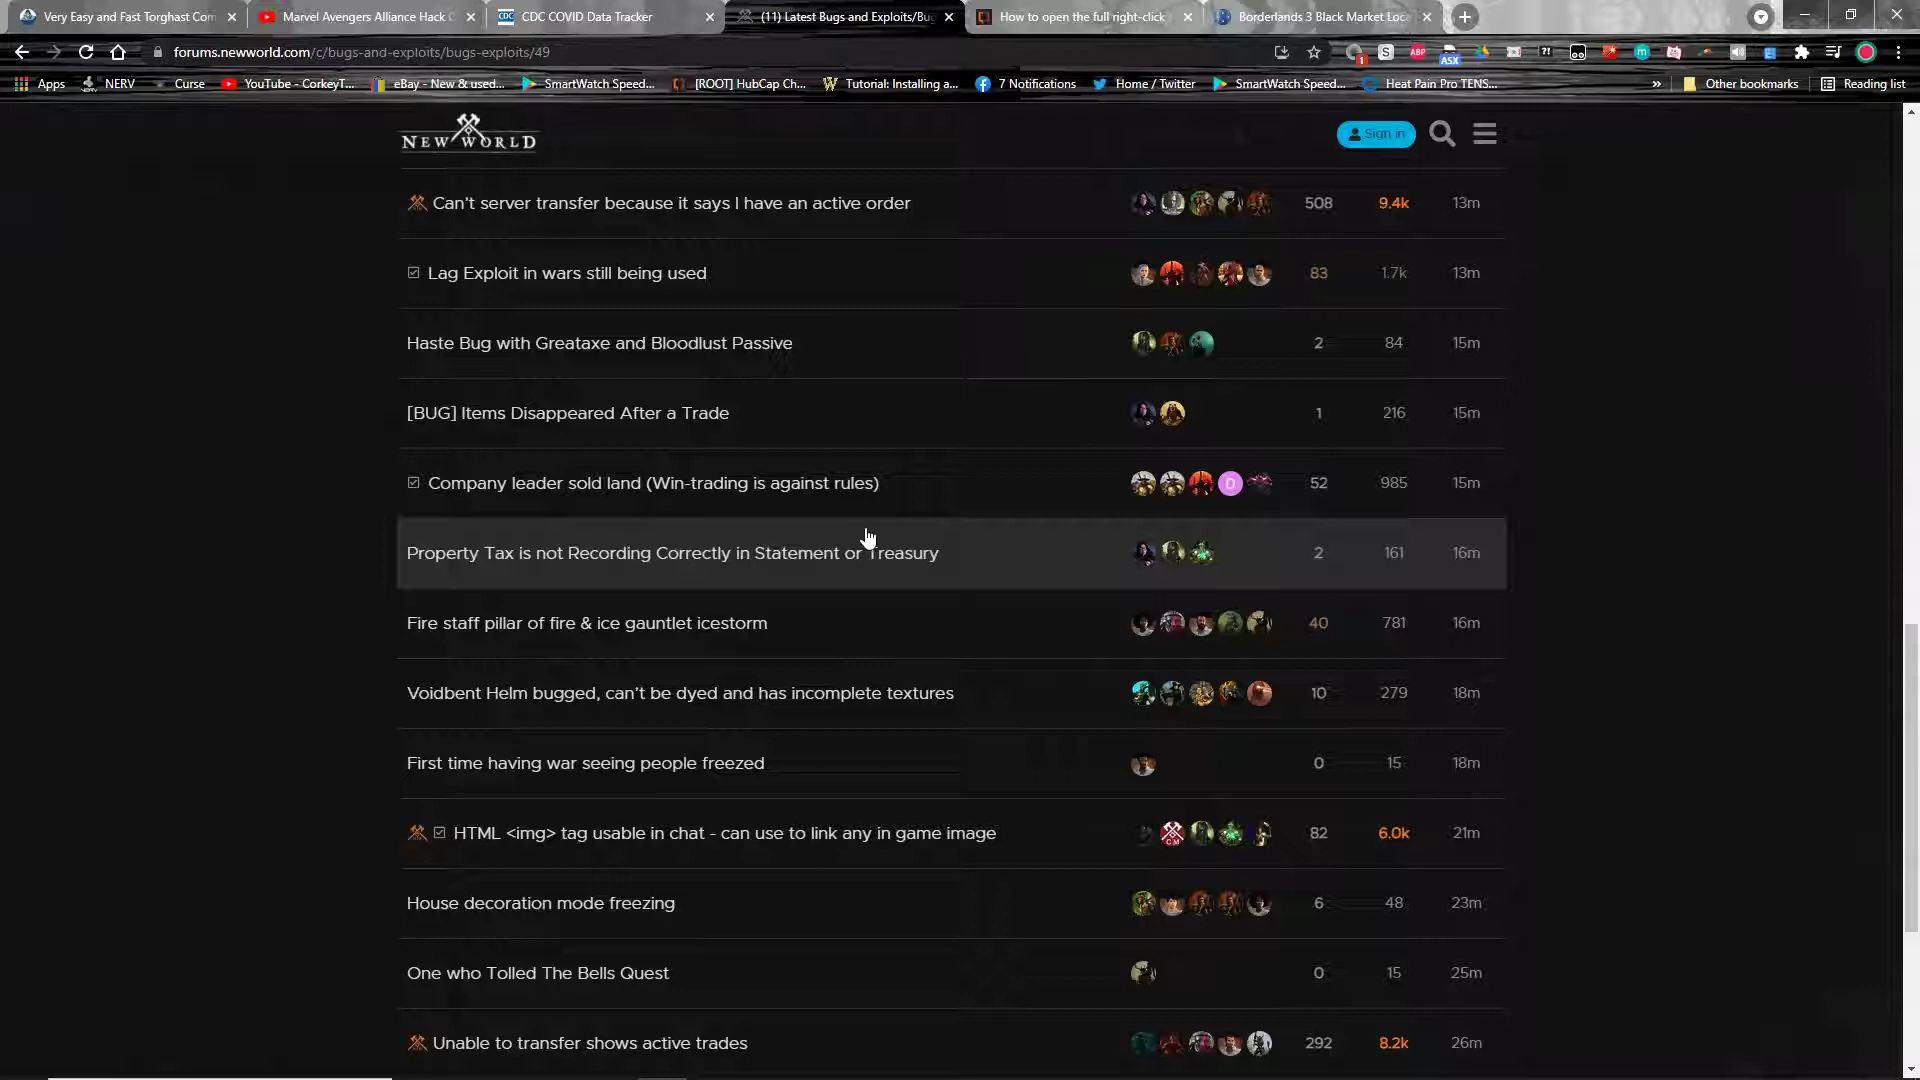 Very Easy and Fast Torghast Com
Marvel Avengers Alliance Hack C
CDC COVID Data Tracker
(11) Latest Bugs and Exploits/Bug
How to open the full right-click
Borderlands 3 Black Market Loca
forums.newworld.com/c/bugs-and-exploits/bugs-exploits/49
Apps NERV Curse YouTube - CorkeyT... eBay - New & used... SmartWatch Speed... [ROOT] HubCap Ch... Tutorial: Installing a... 7 Notifications Home / Twitter SmartWatch Speed... Heat Pain Pro TENS... » Other bookmarks Reading list
NEW WORLD
Sign in
Can't server transfer because it says I have an active order 508 9.4k 13m
Lag Exploit in wars still being used 83 1.7k 13m
Haste Bug with Greataxe and Bloodlust Passive 2 84 15m
[BUG] Items Disappeared After a Trade 1 216 15m
Company leader sold land (Win-trading is against rules) D 52 985 15m
Property Tax is not Recording Correctly in Statement or Treasury 2 161 16m
Fire staff pillar of fire & ice gauntlet icestorm 40 781 16m
Voidbent Helm bugged, can't be dyed and has incomplete textures 10 279 18m
First time having war seeing people freezed 0 15 18m
HTML <img> tag usable in chat - can use to link any in game image CM 82 6.0k 21m
House decoration mode freezing 6 48 23m
One who Tolled The Bells Quest 0 15 25m
Unable to transfer shows active trades 292 8.2k 26m